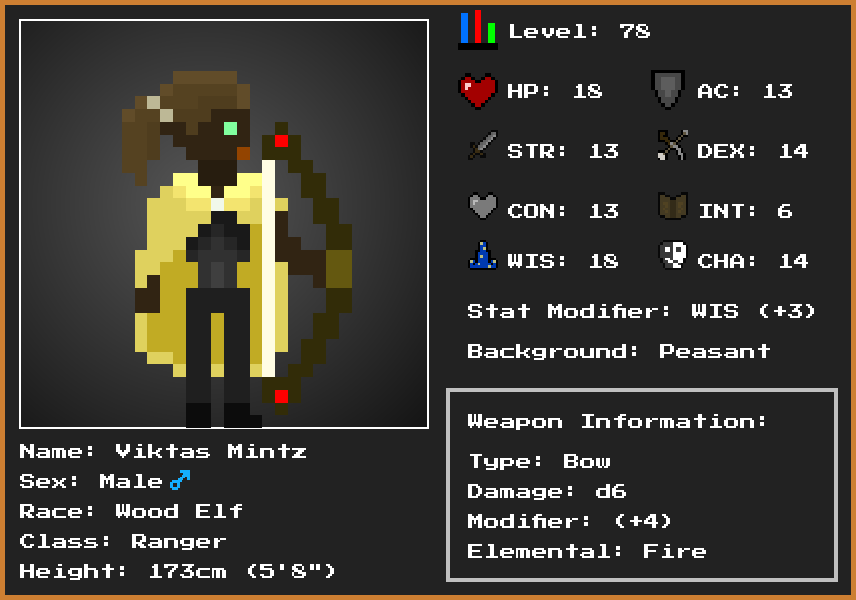 Level: 78
HP: 18 AC: 13
STR: 13 DEX: 14
CON: 13 INT: 6
WIS: 18 CHA: 14
Stat Modifier: WIS (+3)
Background: Peasant
Weapon Information:
Type: Bow
Damage: d6
Modifier: (+4)
Elemental: Fire
Name: Viktas Mintz
Sex: Male ♂
Race: Wood Elf
Class: Ranger
Height: 173cm (5'8")